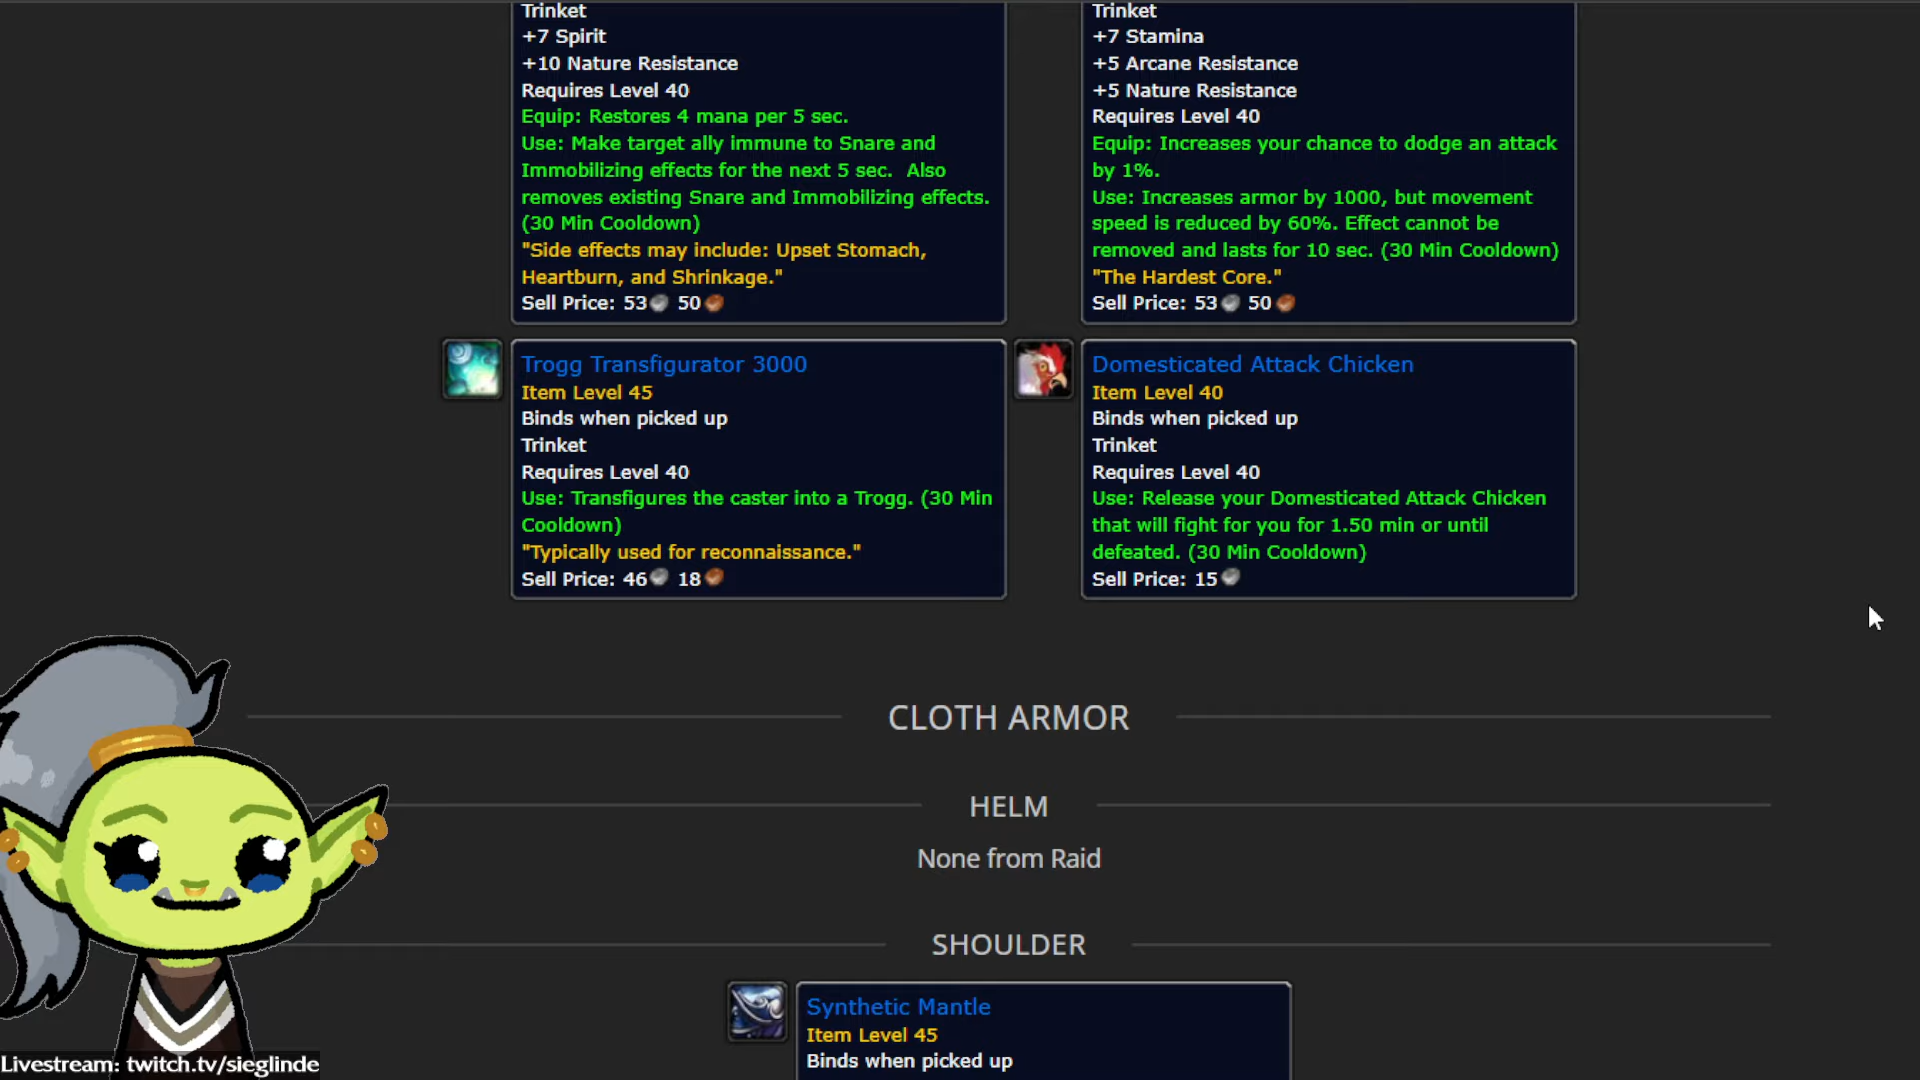 Trinket
+7 Spirit
+10 Nature Resistance
Requires Level 40
Equip: Restores 4 mana per 5 sec.
Use: Make target ally immune to Snare and
Immobilizing effects for the next 5 sec.  Also
removes existing Snare and Immobilizing effects.
(30 Min Cooldown)
"Side effects may include: Upset Stomach,
Heartburn, and Shrinkage."
Sell Price: 53 50
Trinket
+7 Stamina
+5 Arcane Resistance
+5 Nature Resistance
Requires Level 40
Equip: Increases your chance to dodge an attack
by 1%.
Use: Increases armor by 1000, but movement
speed is reduced by 60%. Effect cannot be
removed and lasts for 10 sec. (30 Min Cooldown)
"The Hardest Core."
Sell Price: 53 50
Trogg Transfigurator 3000
Item Level 45
Binds when picked up
Trinket
Requires Level 40
Use: Transfigures the caster into a Trogg. (30 Min
Cooldown)
"Typically used for reconnaissance."
Sell Price: 46 18
Domesticated Attack Chicken
Item Level 40
Binds when picked up
Trinket
Requires Level 40
Use: Release your Domesticated Attack Chicken
that will fight for you for 1.50 min or until
defeated. (30 Min Cooldown)
Sell Price: 15
CLOTH ARMOR
HELM
None from Raid
SHOULDER
Synthetic Mantle
Item Level 45
Binds when picked up
Livestream: twitch.tv/sieglinde